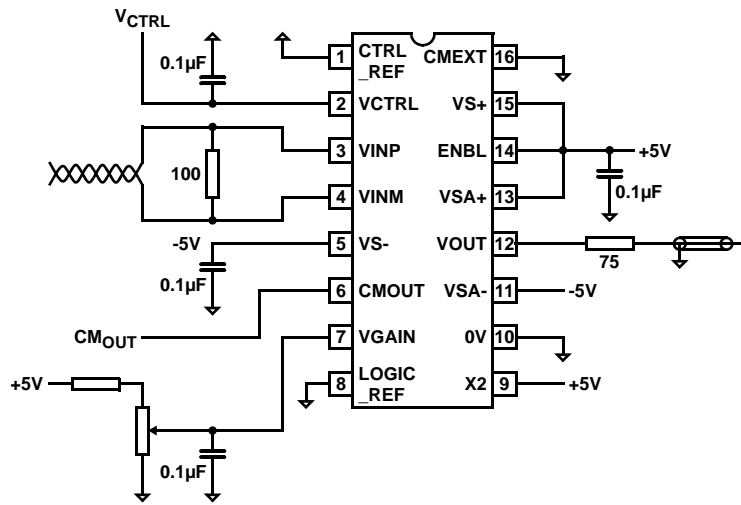 VCTRL
0.1µF
1 CTRL_REF
CMEXT 16
2 VCTRL
VS+ 15
100
3 VINP
ENBL 14
+5V
0.1µF
4 VINM
VSA+ 13
-5V
0.1µF
5 VS-
VOUT 12
75
6 CMOUT
VSA- 11
-5V
CMOUT
7 VGAIN
0V 10
+5V
8 LOGIC_REF
X2 9
+5V
0.1µF